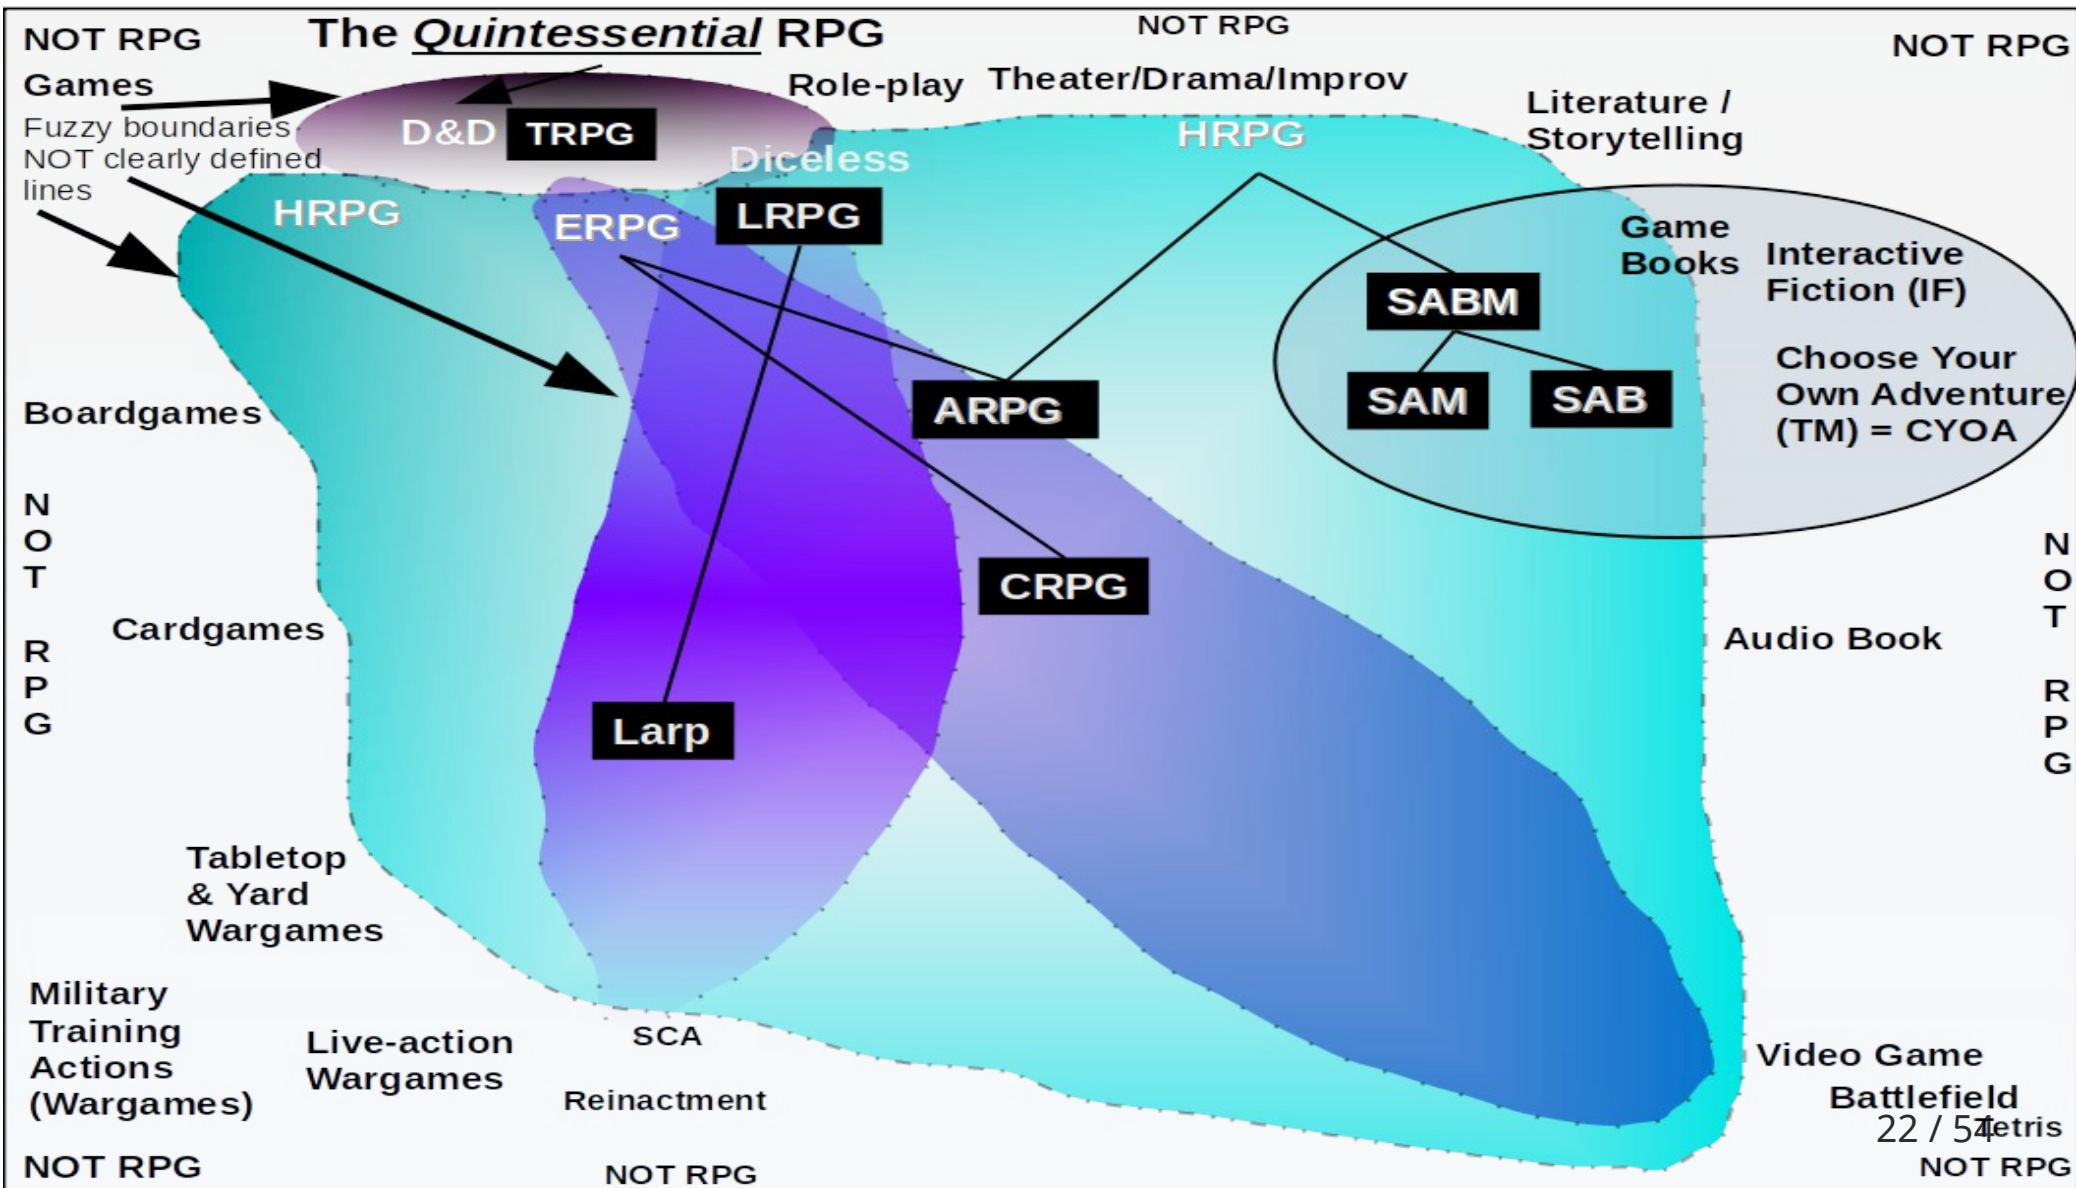 NOT RPG
The Quintessential RPG
NOT RPG
NOT RPG
Games
Role-play
Theater/Drama/Improv
Literature /
Storytelling
Fuzzy boundaries
NOT clearly defined
lines
D&D
TRPG
Diceless
HRPG
HRPG
ERPG
LRPG
Game
Books
Interactive
Fiction (IF)
SABM
Choose Your
Own Adventure
(TM) = CYOA
SAM
SAB
ARPG
Boardgames
N
O
T
R
P
G
CRPG
N
O
T
R
P
G
Cardgames
Audio Book
Larp
Tabletop
& Yard
Wargames
Military
Training
Actions
(Wargames)
Live-action
Wargames
SCA
Reinactment
Video Game
Battlefield
22 / 54
Tetris
NOT RPG
NOT RPG
NOT RPG